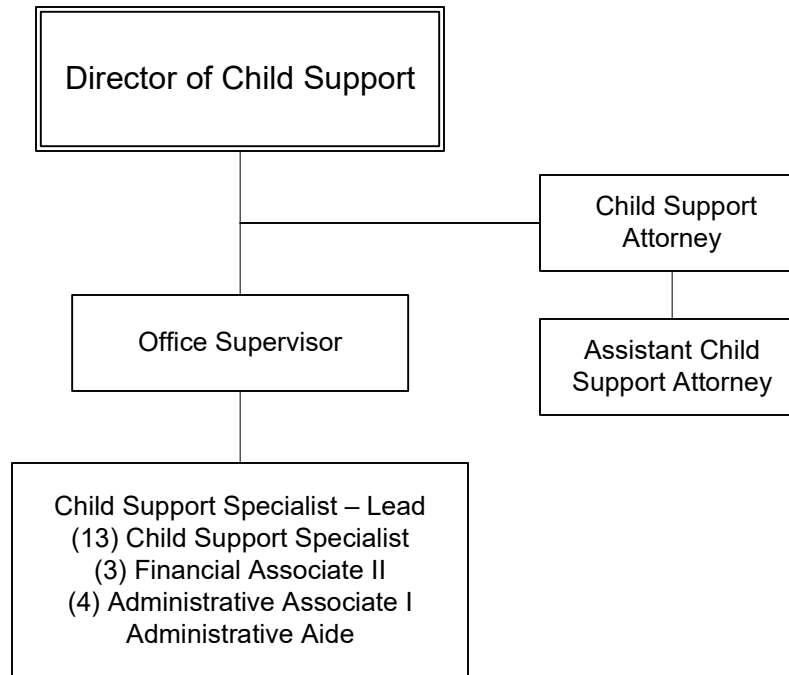 Director of Child Support
Child Support
Attorney
Office Supervisor
Assistant Child
Support Attorney
Child Support Specialist – Lead
(13) Child Support Specialist
(3) Financial Associate II
(4) Administrative Associate I
Administrative Aide